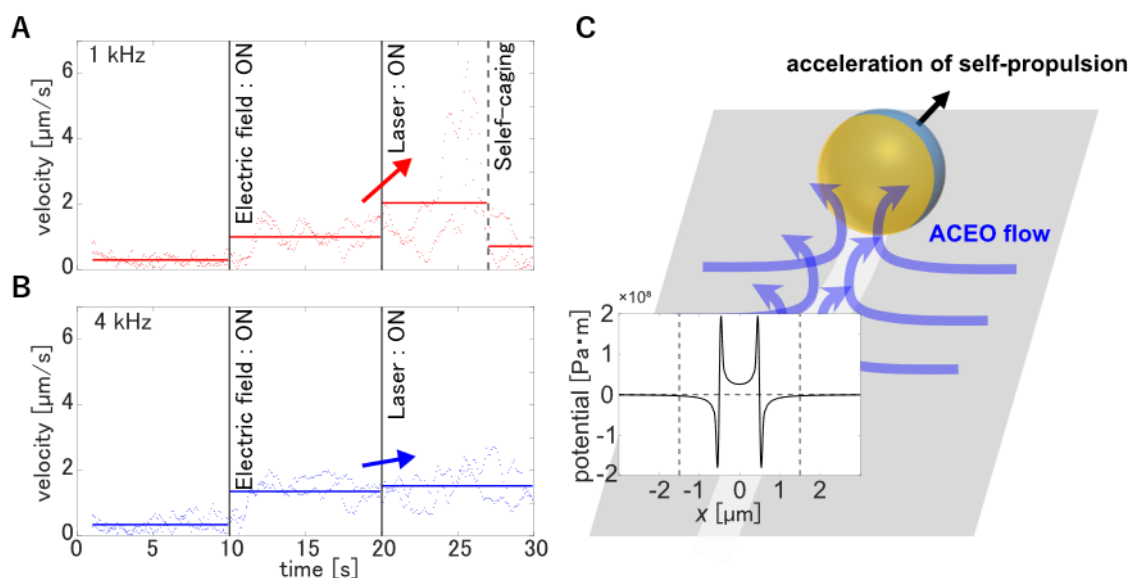 A
1 kHz
velocity [μm/s]
6
4
2
0
Electric field : ON
Laser : ON
Selef-caging
B
4 kHz
velocity [μm/s]
6
4
2
0
Electric field : ON
Laser : ON
0
5
10
15
20
25
30
time [s]
C
acceleration of self-propulsion
ACEO flow
×10⁸
potential [Pa・m]
2
1
0
-1
-2
-2
-1
0
1
2
x [μm]